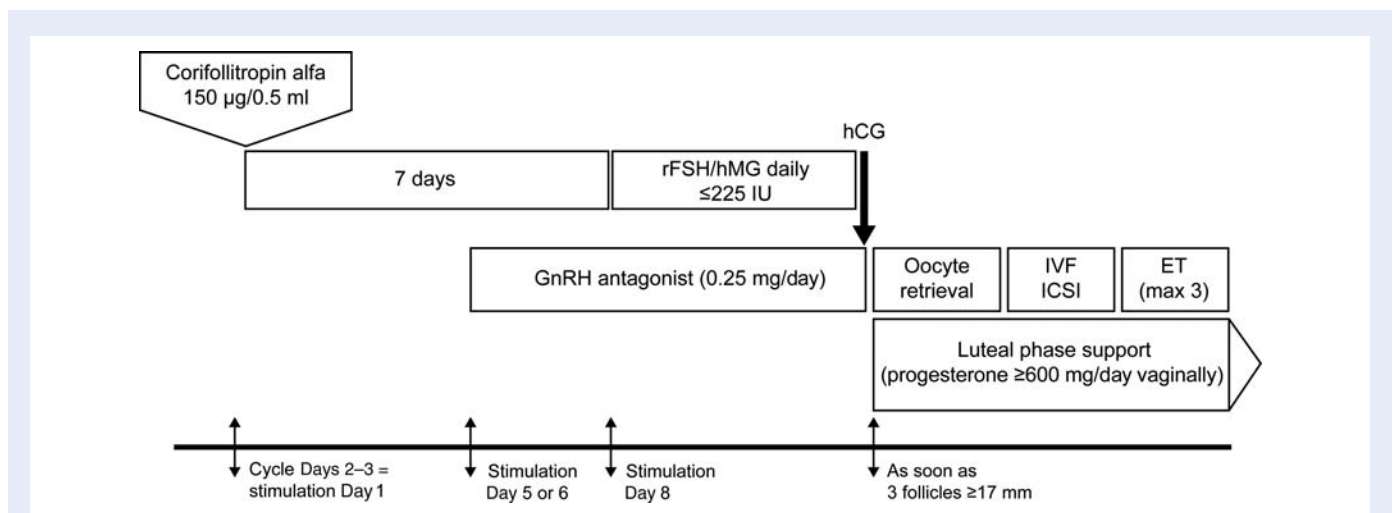 Corifollitropin alfa
150 µg/0.5 ml
hCG
7 days
rFSH/hMG daily
≤225 IU
GnRH antagonist (0.25 mg/day)
Oocyte
retrieval
IVF
ICSI
ET
(max 3)
Luteal phase support
(progesterone ≥600 mg/day vaginally)
Cycle Days 2–3 =
stimulation Day 1
Stimulation
Day 5 or 6
Stimulation
Day 8
As soon as
3 follicles ≥17 mm